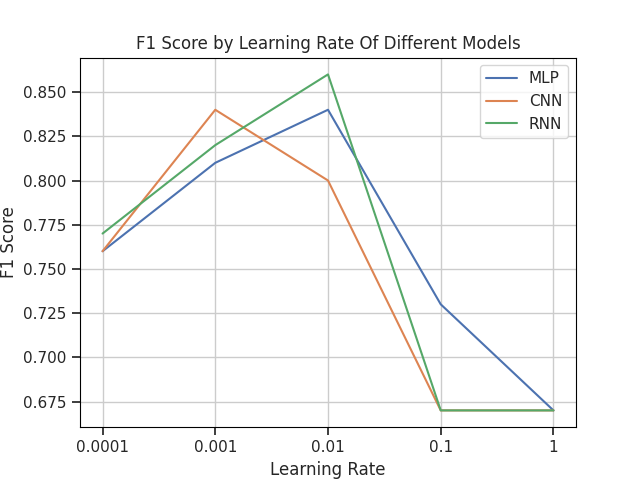 F1 Score by Learning Rate Of Different Models
MLP
CNN
RNN
F1 Score
0.850
0.825
0.800
0.775
0.750
0.725
0.700
0.675
0.0001 0.001 0.01 0.1 1
Learning Rate